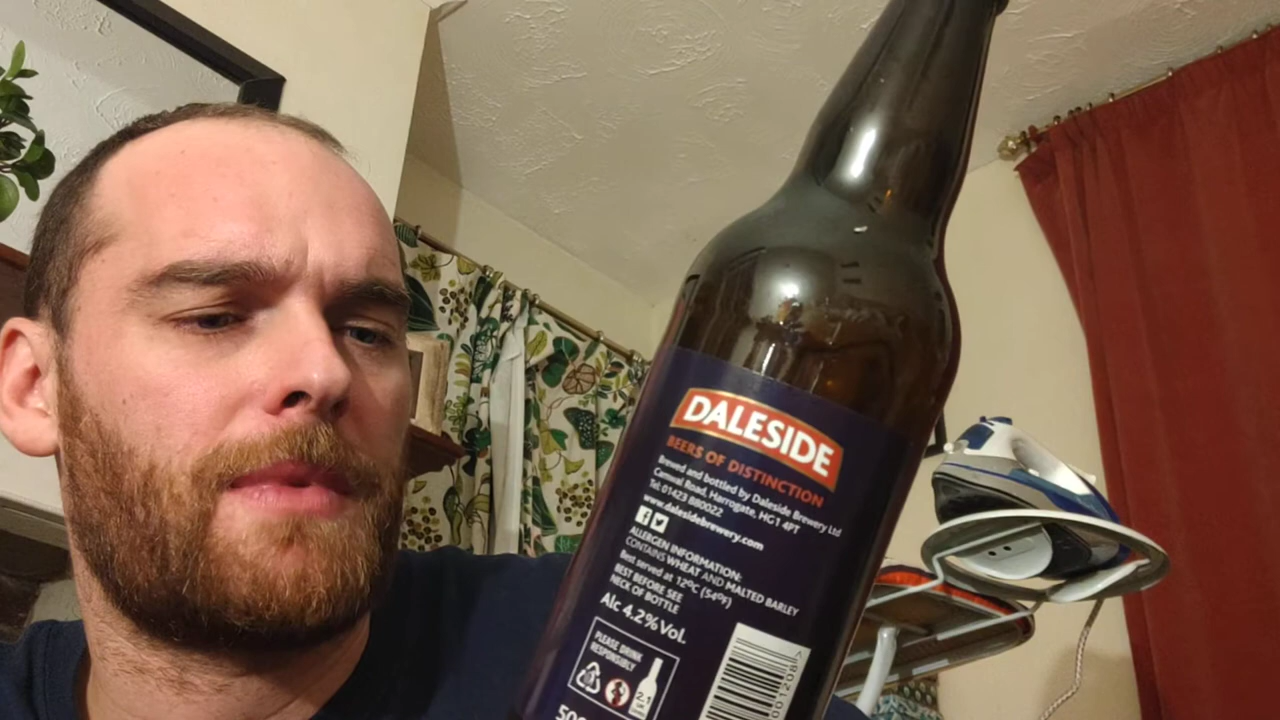 DALESIDE
BEERS OF DISTINCTION
Brewed and bottled by Daleside Brewery Ltd
Camwal Road, Harrogate, HG1 4PT
Tel: 01423 880022
www.dalesidebrewery.com
ALLERGEN INFORMATION:
CONTAINS WHEAT AND MALTED BARLEY
Best served at 12ºC (54ºF)
BEST BEFORE SEE
NECK OF BOTTLE
Alc 4.2% Vol.
PLEASE DRINK
RESPONSIBLY
2.1